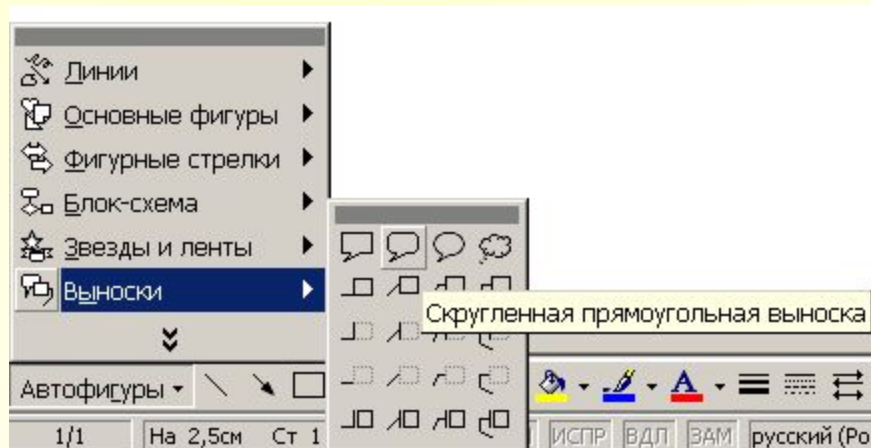 Линии
Основные фигуры
Фигурные стрелки
Блок-схема
Звезды и ленты
Выноски
Скругленная прямоугольная выноска
Автофигуры
А
1/1 На 2,5см Ст 1 ИСПР ВДЛ ЗАМ русский (Ро